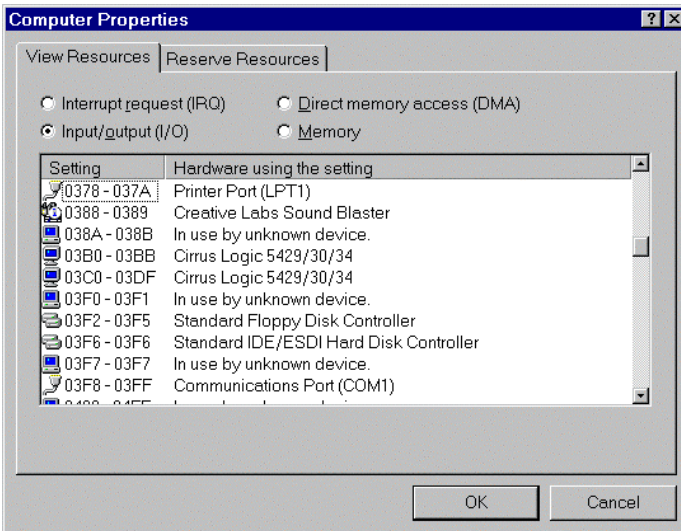 Computer Properties
View Resources Reserve Resources
Interrupt request (IRQ) Direct memory access (DMA)
Input/output (I/O) Memory
Setting Hardware using the setting
0378 - 037A Printer Port (LPT1)
0388 - 0389 Creative Labs Sound Blaster
038A - 038B In use by unknown device.
03B0 - 03BB Cirrus Logic 5429/30/34
03C0 - 03DF Cirrus Logic 5429/30/34
03F0 - 03F1 In use by unknown device.
03F2 - 03F5 Standard Floppy Disk Controller
03F6 - 03F6 Standard IDE/ESDI Hard Disk Controller
03F7 - 03F7 In use by unknown device.
03F8 - 03FF Communications Port (COM1)
OK Cancel